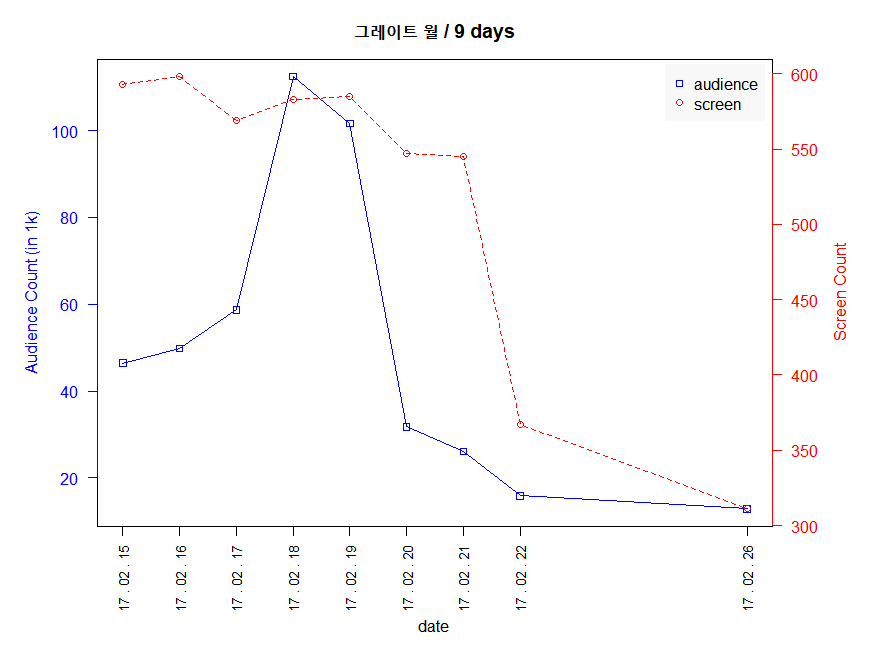 그레이트 월 / 9 days
audience
screen
Audience Count (in 1k)
100
80
60
40
20
600
550
500
450
400
350
300
Screen Count
17 . 02 . 15
17 . 02 . 16
17 . 02 . 17
17 . 02 . 18
17 . 02 . 19
17 . 02 . 20
17 . 02 . 21
17 . 02 . 22
17 . 02 . 26
date